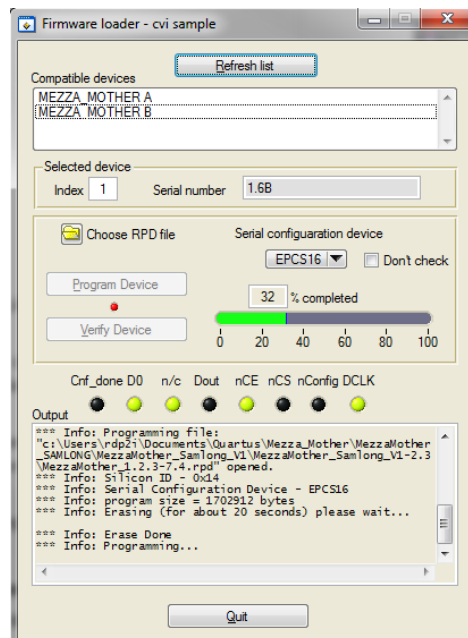 Firmware loader - cvi sample
Refresh list
Compatible devices
MEZZA_MOTHER A
MEZZA_MOTHER B
Selected device
Index 1 Serial number 1.6B
Choose RPD file Serial configuaration device
EPCS16 Don't check
Program Device
32 % completed
Verify Device
0 20 40 60 80 100
Cnf_done D0 n/c Dout nCE nCS nConfig DCLK
Output
*** Info: Programming file:
"c:\Users\rdp2i\Documents\Quartus\Mezza_Mother\MezzaMother
_SAMLONG\MezzaMother_Samlong_V1\MezzaMother_Samlong_V1-2.3
\MezzaMother_1.2.3-7.4.rpd" opened.
*** Info: Silicon ID - 0x14
*** Info: Serial Configuration Device - EPCS16
*** Info: program size = 1702912 bytes
*** Info: Erasing (for about 20 seconds) please wait...
*** Info: Erase Done
*** Info: Programming...
Quit